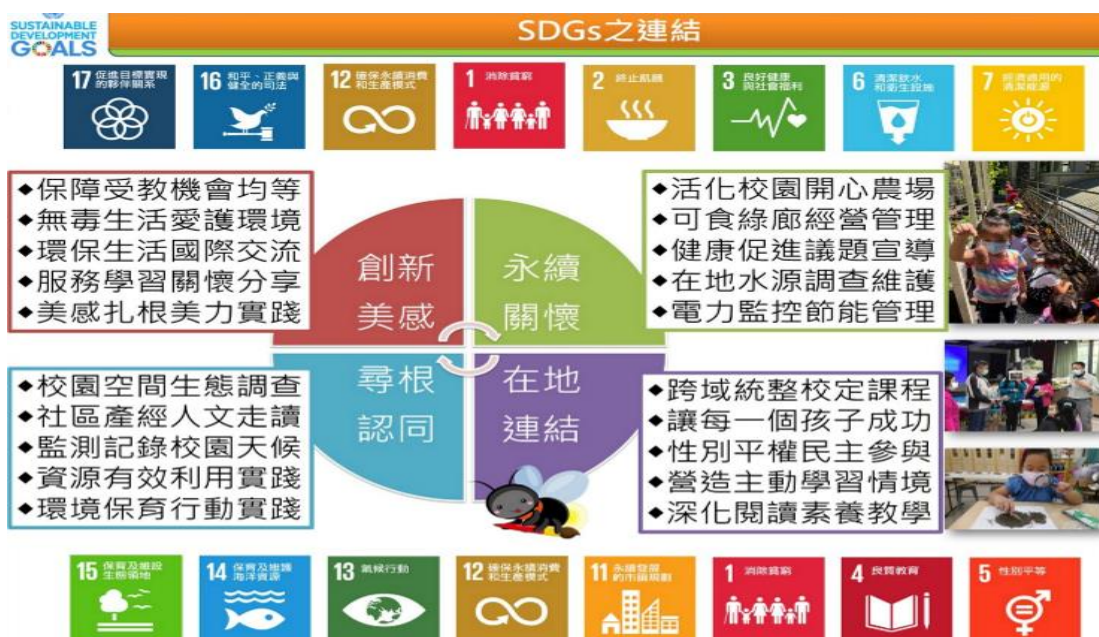 SUSTAINABLE
DEVELOPMENT
GOALS
SDGs之連結
17 促進目標實現
的夥伴關係
16 和平、正義與
健全的司法
12 確保永續消費
和生產模式
1 消除貧窮
2 終止飢餓
3 良好健康
與社會福利
6 清潔飲水
和衛生設施
7 經濟適用的
清潔能源
◆保障受教機會均等
◆無毒生活愛護環境
◆環保生活國際交流
◆服務學習關懷分享
◆美感扎根美力實踐
創新
美感
永續
關懷
◆活化校園開心農場
◆可食綠廊經營管理
◆健康促進議題宣導
◆在地水源調查維護
◆電力監控節能管理
◆校園空間生態調查
◆社區產經人文走讀
◆監測記錄校園天候
◆資源有效利用實踐
◆環境保育行動實踐
尋根
認同
在地
連結
◆跨域統整校定課程
◆讓每一個孩子成功
◆性別平權民主參與
◆營造主動學習情境
◆深化閱讀素養教學
15 保育及維護
生態領地
14 保育及維護
海洋資源
13 氣候行動
12 確保永續消費
和生產模式
11 永續發展
的市鎮規劃
1 消除貧窮
4 良質教育
5 性別平等